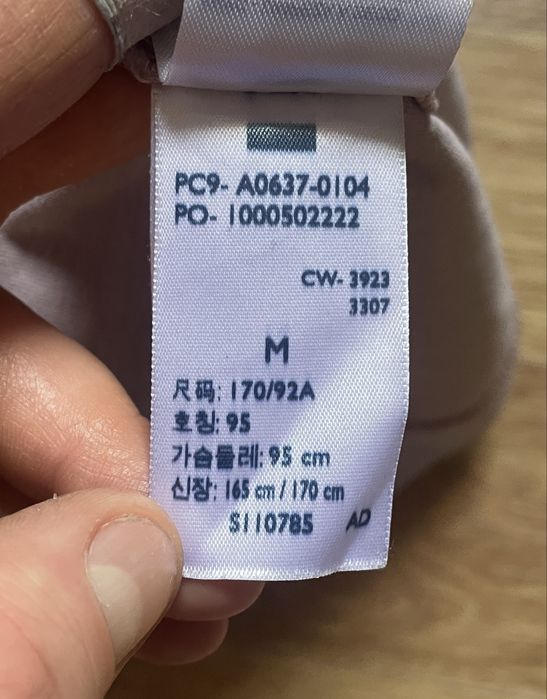 PC9- A0637-0104
PO- 1000502222
CW- 3923
3307
M
尺码: 170/92A
호칭: 95
가슴둘레: 95 cm
신장: 165 cm / 170 cm
S110785 AD